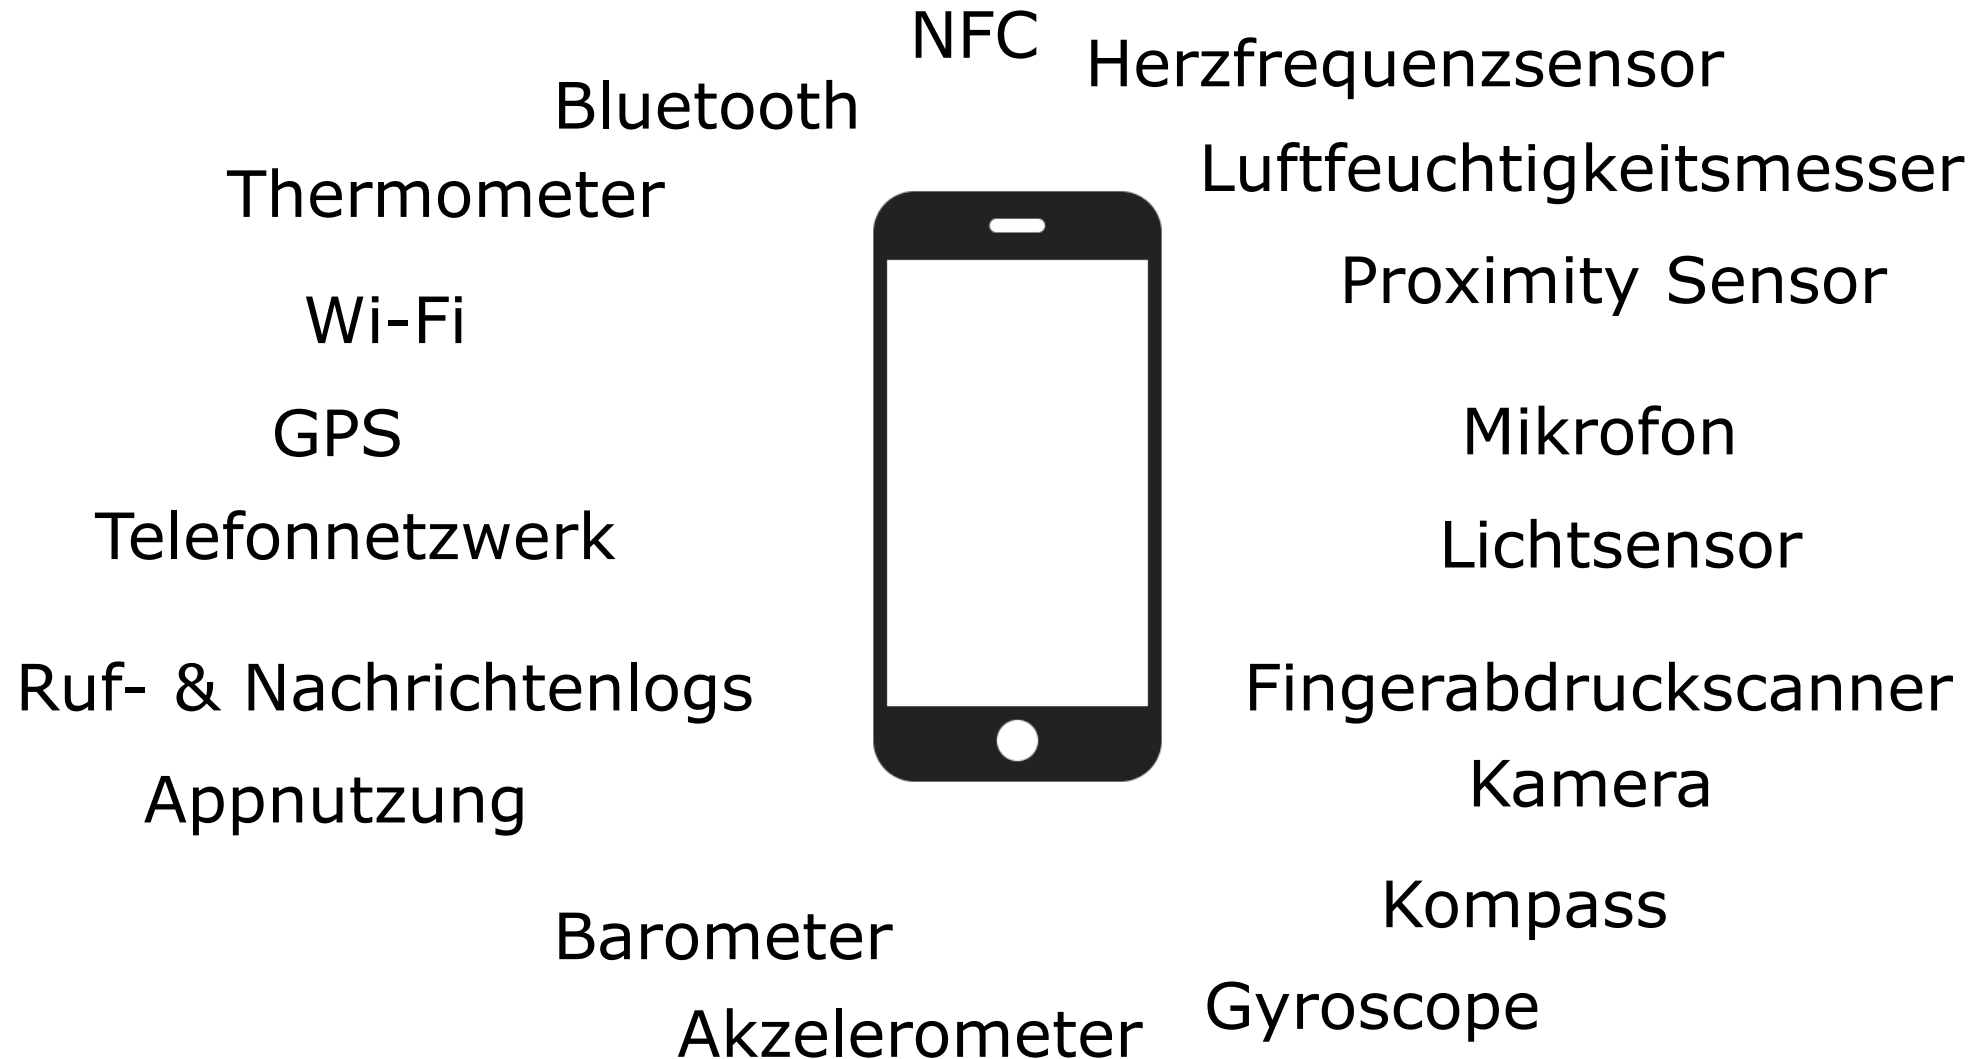 NFC
Herzfrequenzsensor
Bluetooth
Luftfeuchtigkeitsmesser
Thermometer
Proximity Sensor
Wi-Fi
GPS
Mikrofon
Telefonnetzwerk
Lichtsensor
Ruf- & Nachrichtenlogs
Fingerabdruckscanner
Kamera
Appnutzung
Kompass
Barometer
Gyroscope
Akzelerometer